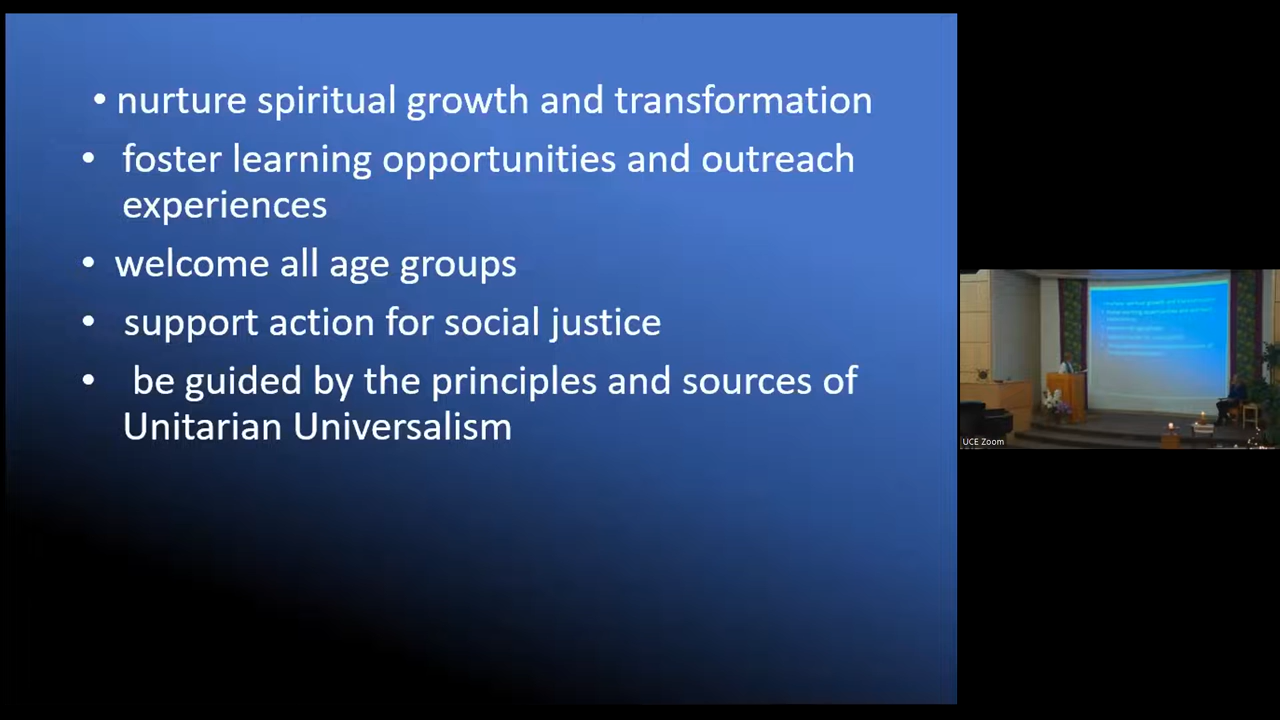 • nurture spiritual growth and transformation
• foster learning opportunities and outreach
experiences
• welcome all age groups
• support action for social justice
• be guided by the principles and sources of
Unitarian Universalism
UCE Zoom